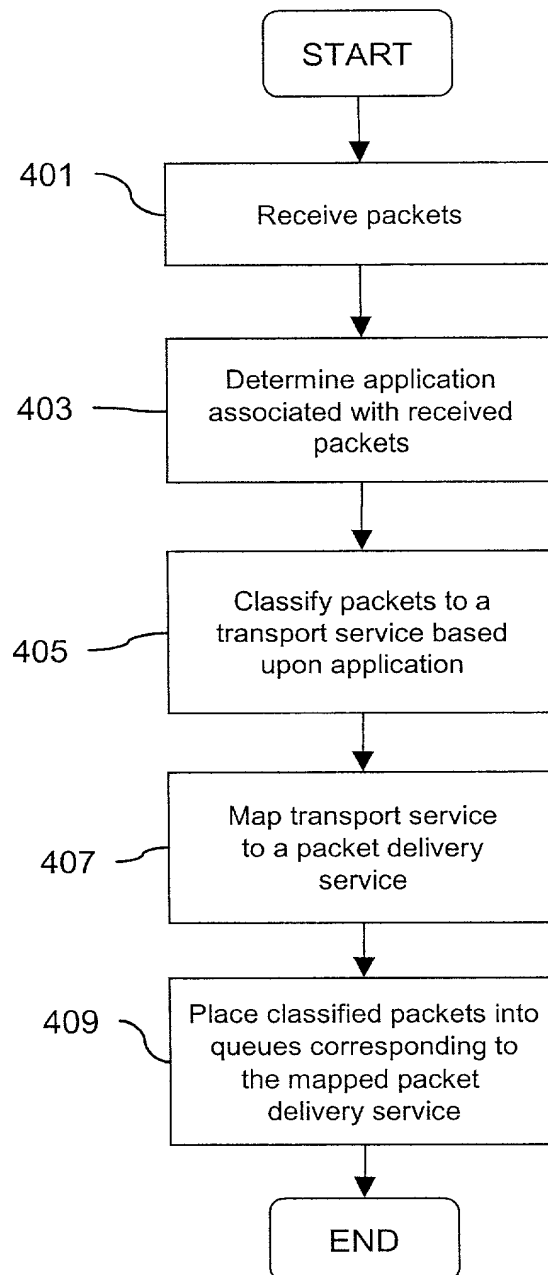 START
401
Receive packets
403
Determine application
associated with received
packets
405
Classify packets to a
transport service based
upon application
407
Map transport service
to a packet delivery
service
409
Place classified packets into
queues corresponding to
the mapped packet
delivery service
END